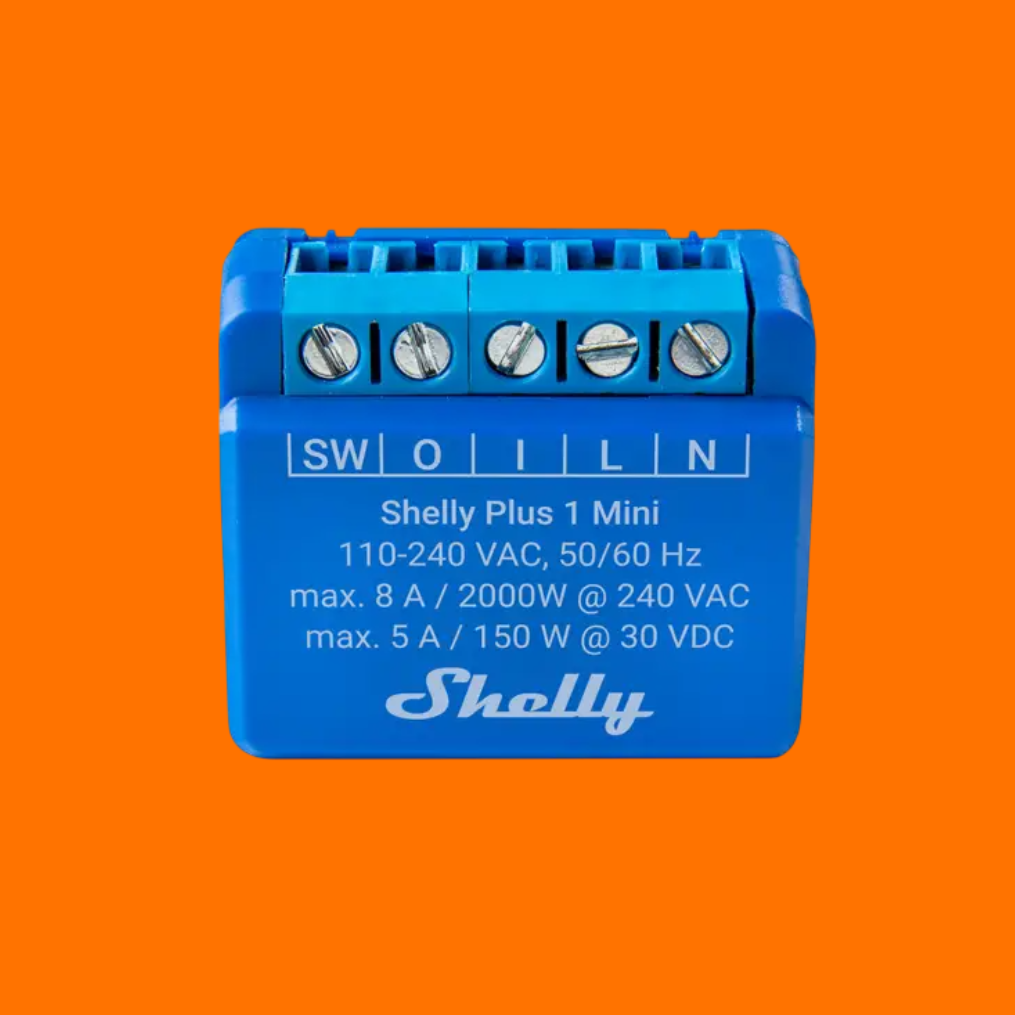 SW O I L N
Shelly Plus 1 Mini
110-240 VAC, 50/60 Hz
max. 8 A / 2000W @ 240 VAC
max. 5 A / 150 W @ 30 VDC
Shelly